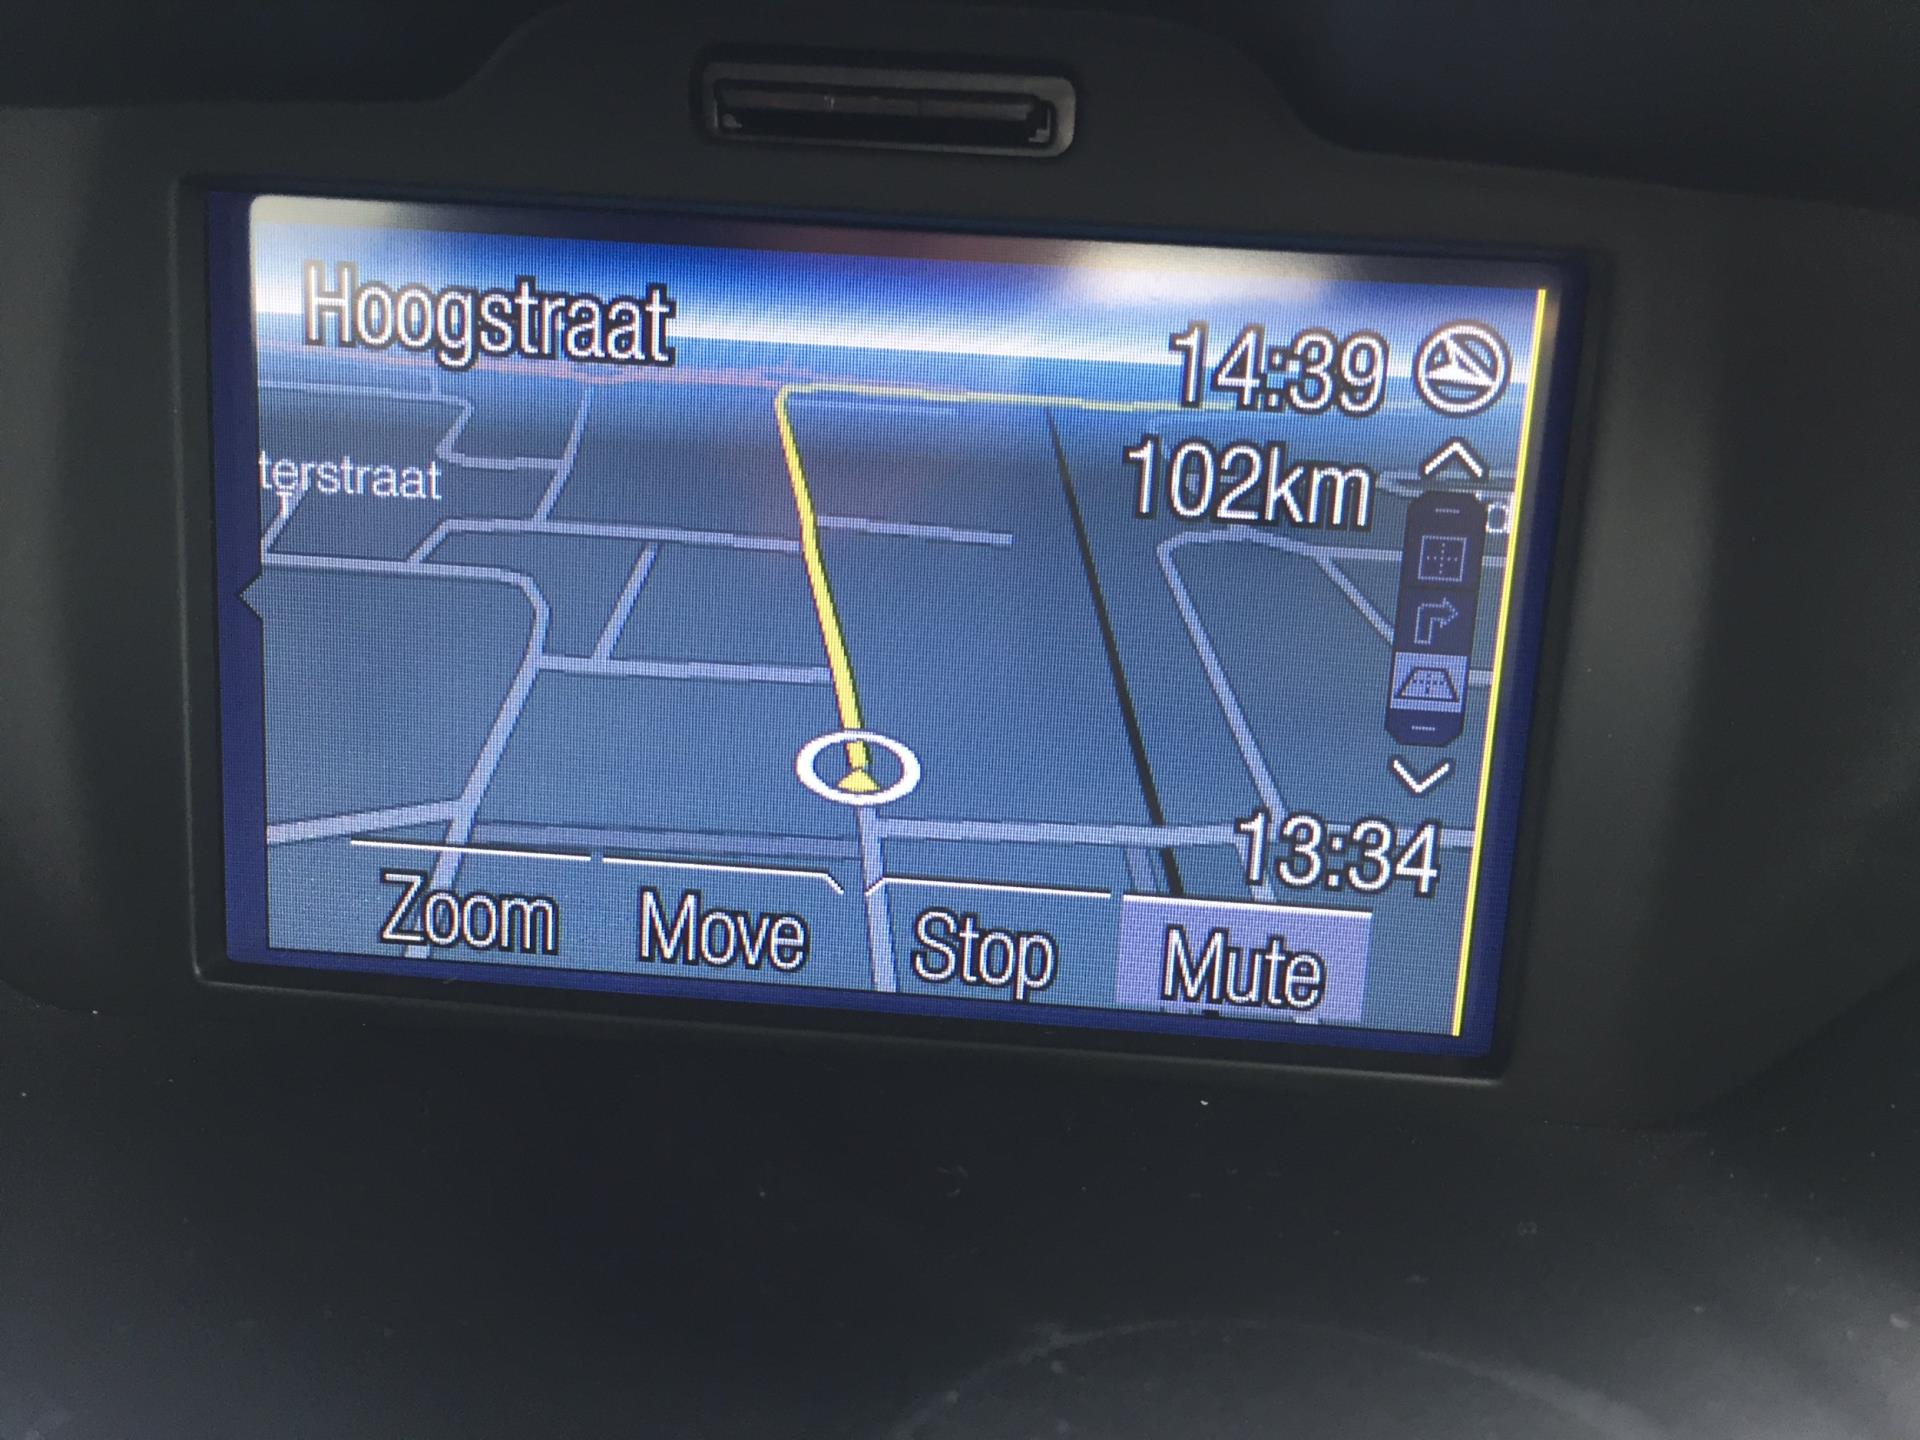 Hoogstraat
14:39
terstraat
102km
13:34
Zoom
Move
Stop
Mute